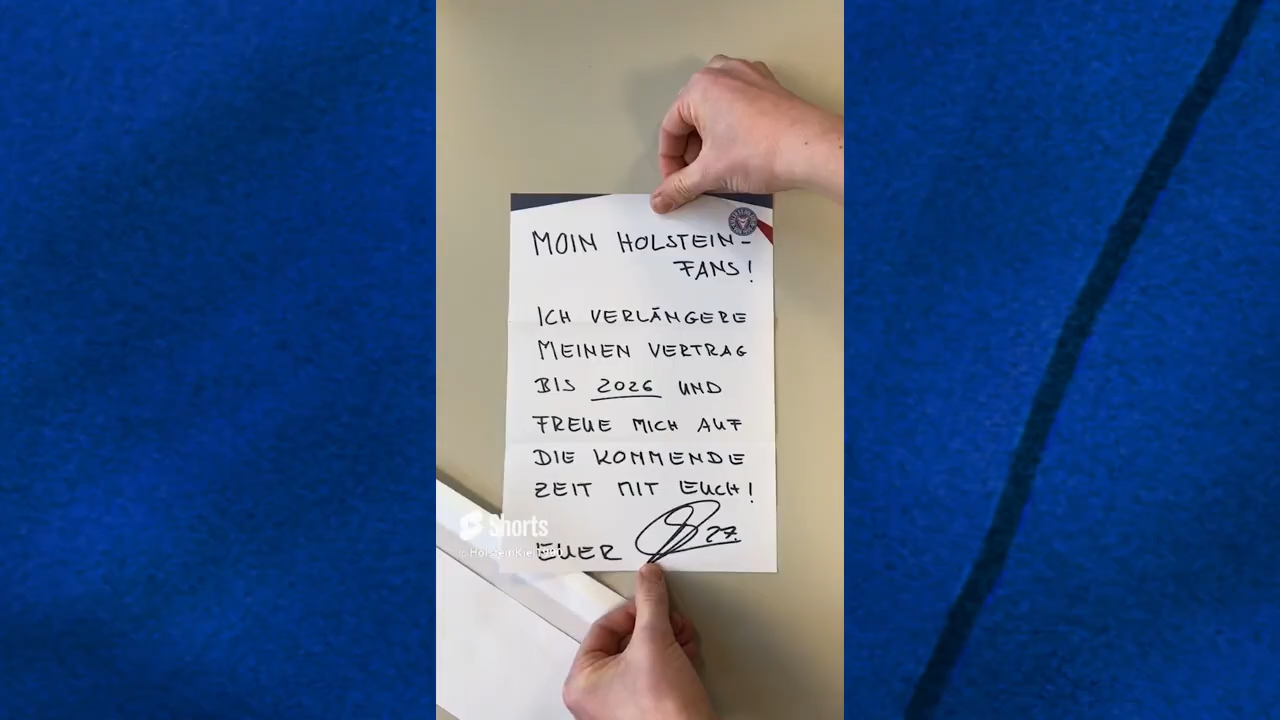 MOIN HOLSTEIN-
FANS!
ICH VERLÄNGERE
MEINEN VERTRAG
BIS 2026 UND
FREUE MICH AUF
DIE KOMMENDE
ZEIT MIT EUCH!
Shorts
EUER 27.